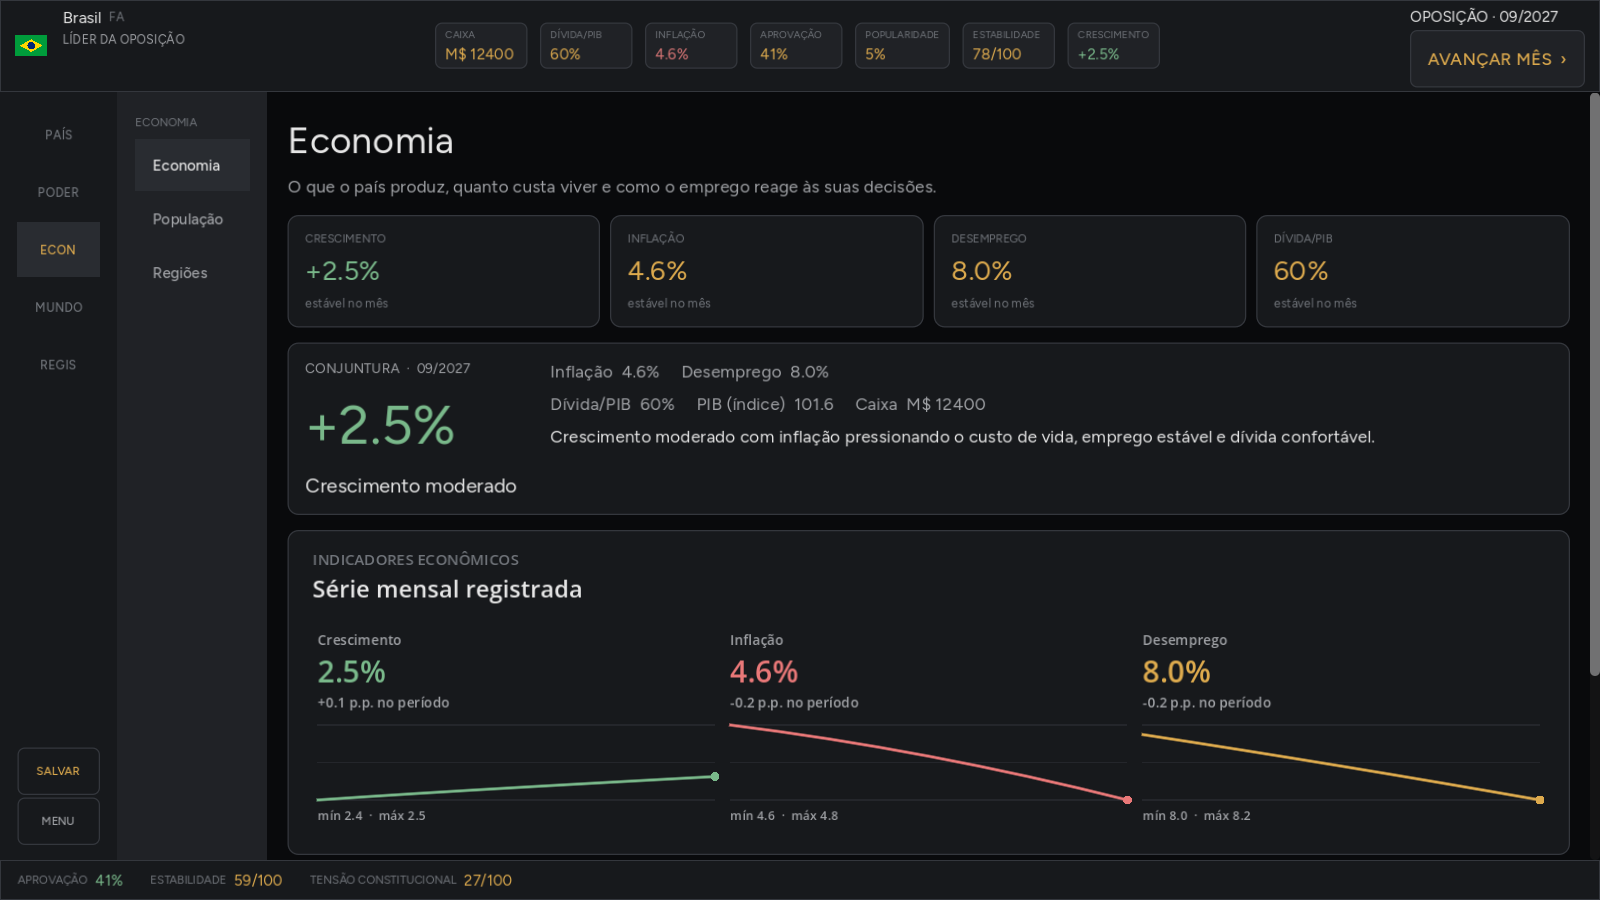 Brasil FA
LÍDER DA OPOSIÇÃO
CAIXA
M$ 12400
DÍVIDA/PIB
60%
INFLAÇÃO
4.6%
APROVAÇÃO
41%
POPULARIDADE
5%
ESTABILIDADE
78/100
CRESCIMENTO
+2.5%
OPOSIÇÃO · 09/2027
AVANÇAR MÊS ›
PAÍS
PODER
ECON
MUNDO
REGIS
SALVAR
MENU
ECONOMIA
Economia
População
Regiões
Economia
O que o país produz, quanto custa viver e como o emprego reage às suas decisões.
CRESCIMENTO
+2.5%
estável no mês
INFLAÇÃO
4.6%
estável no mês
DESEMPREGO
8.0%
estável no mês
DÍVIDA/PIB
60%
estável no mês
CONJUNTURA · 09/2027
+2.5%
Crescimento moderado
Inflação 4.6% Desemprego 8.0%
Dívida/PIB 60% PIB (índice) 101.6 Caixa M$ 12400
Crescimento moderado com inflação pressionando o custo de vida, emprego estável e dívida confortável.
INDICADORES ECONÔMICOS
Série mensal registrada
Crescimento
2.5%
+0.1 p.p. no período
mín 2.4 · máx 2.5
Inflação
4.6%
-0.2 p.p. no período
mín 4.6 · máx 4.8
Desemprego
8.0%
-0.2 p.p. no período
mín 8.0 · máx 8.2
APROVAÇÃO 41% ESTABILIDADE 59/100 TENSÃO CONSTITUCIONAL 27/100